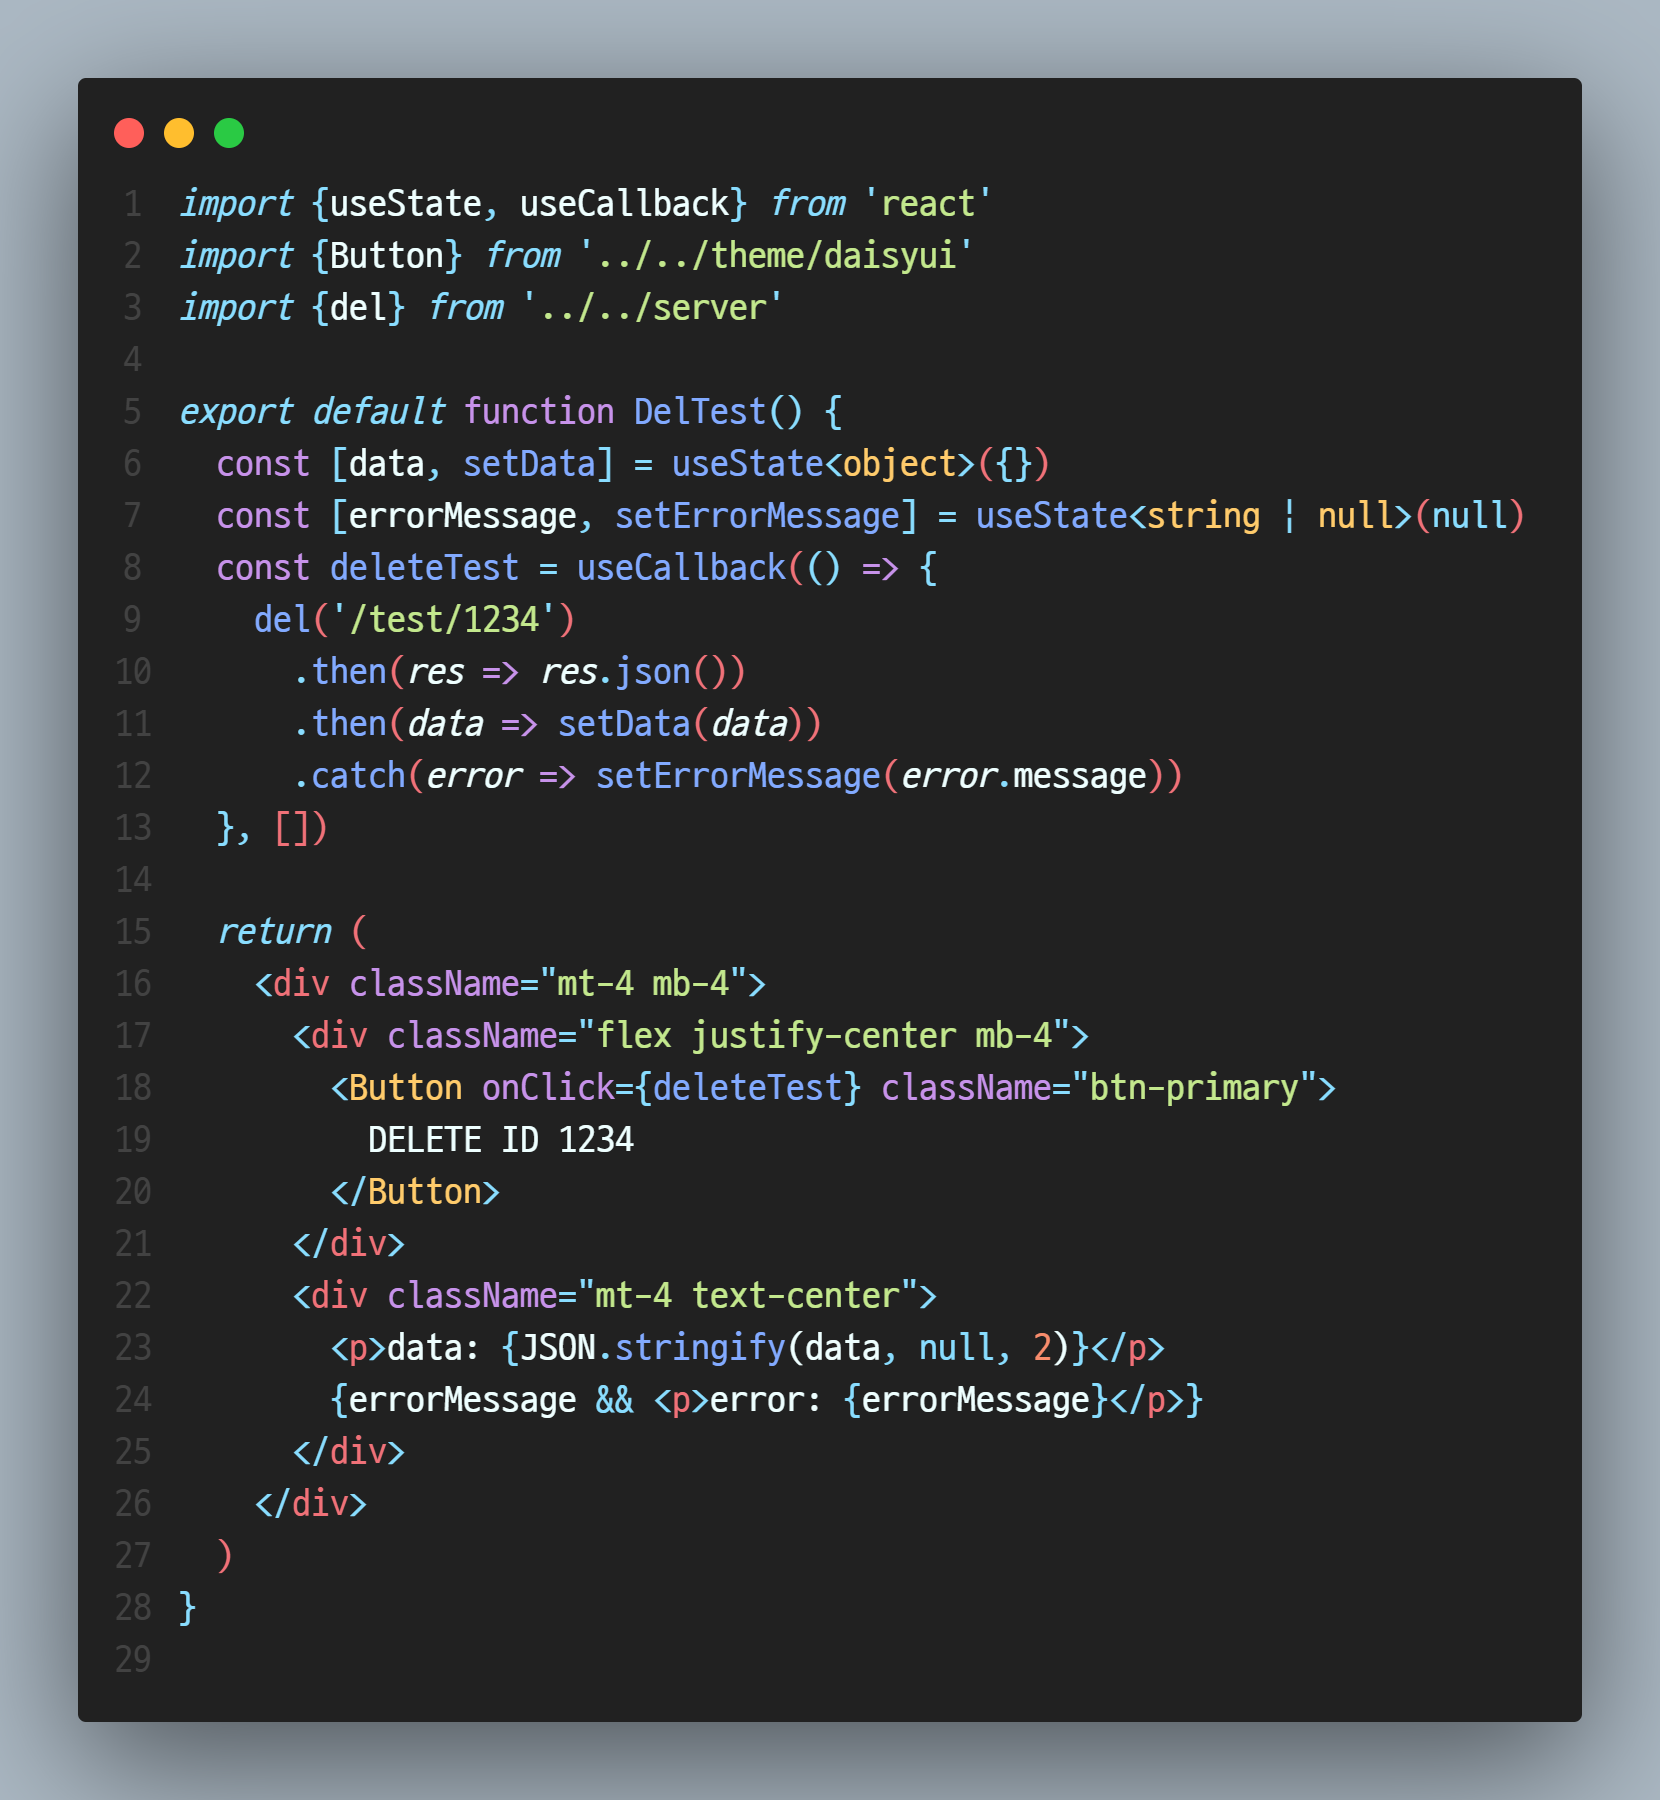 1 import {useState, useCallback} from 'react'
2 import {Button} from '../../theme/daisyui'
3 import {del} from '../../server'
4
5 export default function DelTest() {
6   const [data, setData] = useState<object>({})
7   const [errorMessage, setErrorMessage] = useState<string | null>(null)
8   const deleteTest = useCallback(() => {
9     del('/test/1234')
10       .then(res => res.json())
11       .then(data => setData(data))
12       .catch(error => setErrorMessage(error.message))
13   }, [])
14
15   return (
16     <div className="mt-4 mb-4">
17       <div className="flex justify-center mb-4">
18         <Button onClick={deleteTest} className="btn-primary">
19           DELETE ID 1234
20         </Button>
21       </div>
22       <div className="mt-4 text-center">
23         <p>data: {JSON.stringify(data, null, 2)}</p>
24         {errorMessage && <p>error: {errorMessage}</p>}
25       </div>
26     </div>
27   )
28 }
29